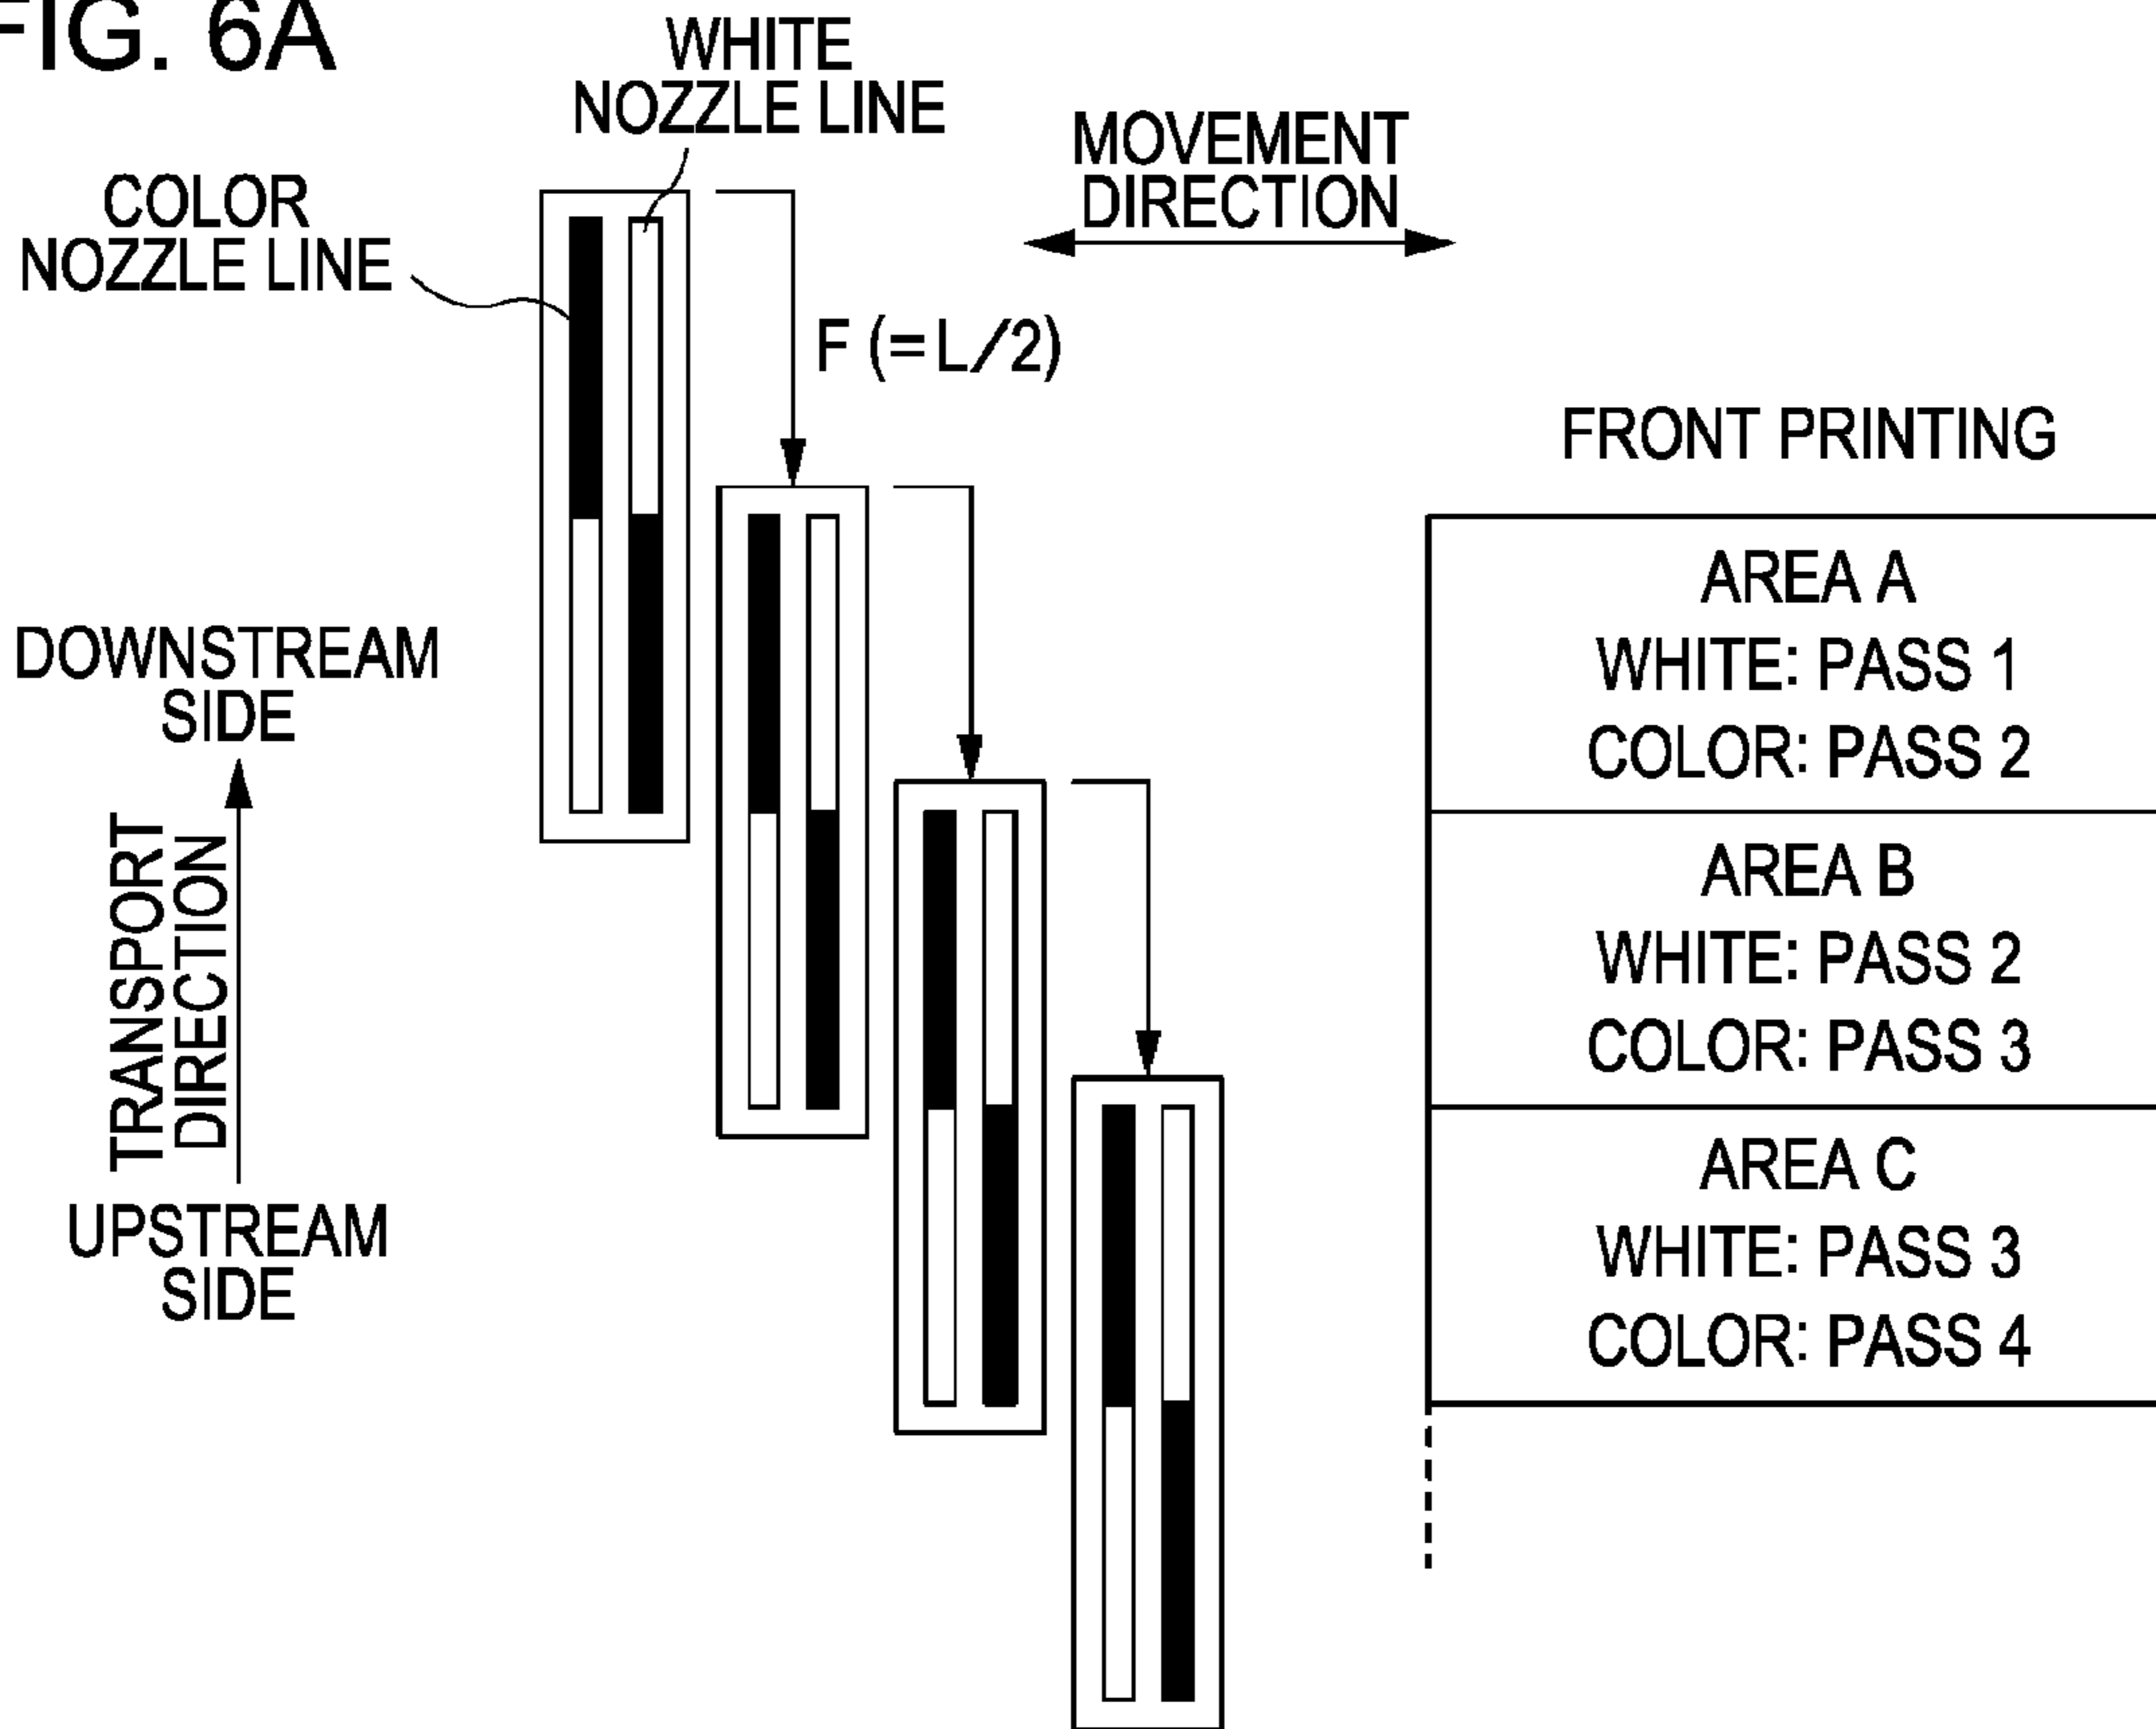 FIG. 6A
WHITE
NOZZLE LINE
COLOR
NOZZLE LINE
MOVEMENT
DIRECTION
F (=L/2)
DOWNSTREAM
SIDE
TRANSPORT
DIRECTION
UPSTREAM
SIDE
FRONT PRINTING
AREA A
WHITE: PASS 1
COLOR: PASS 2
AREA B
WHITE: PASS 2
COLOR: PASS 3
AREA C
WHITE: PASS 3
COLOR: PASS 4